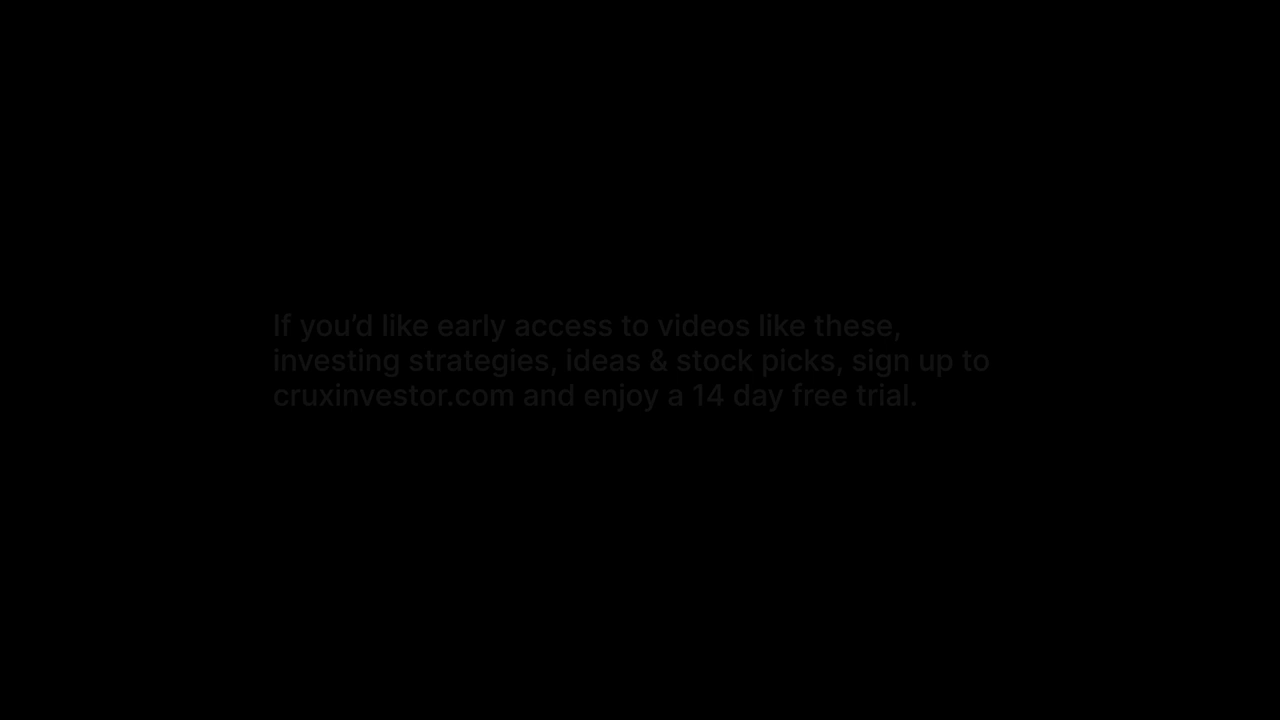 If you’d like early access to videos like these,
investing strategies, ideas & stock picks, sign up to
cruxinvestor.com and enjoy a 14 day free trial.